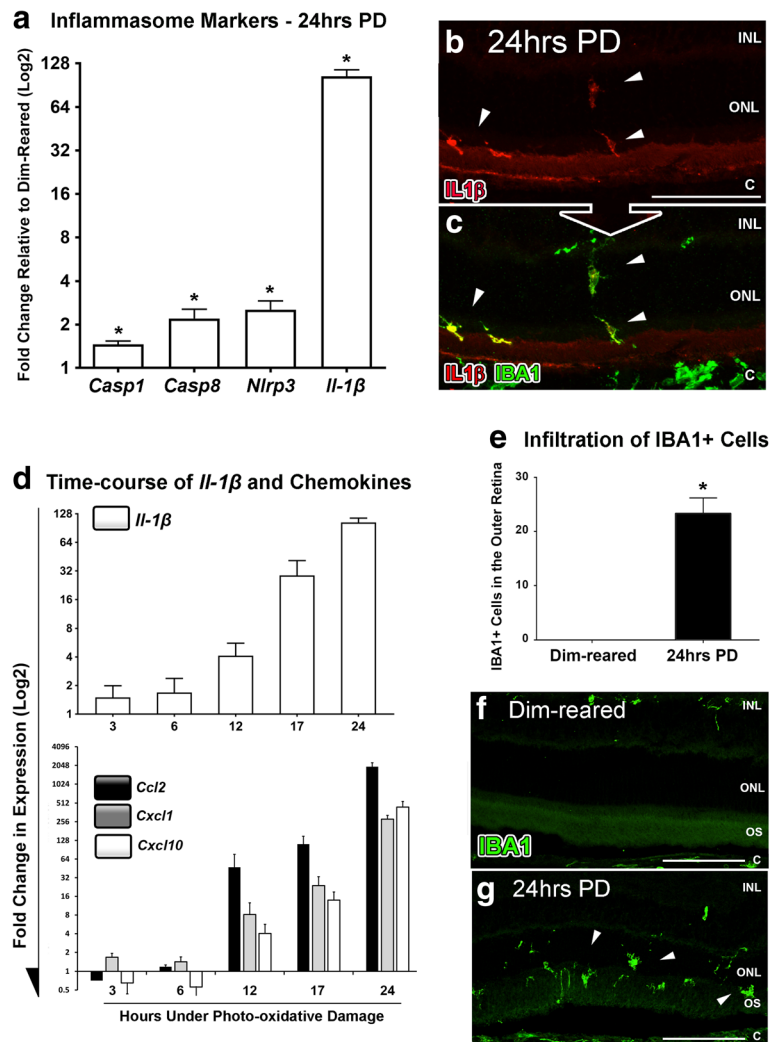 a Inflammasome Markers - 24hrs PD
Fold Change Relative to Dim-Reared (Log2)
128
64
32
16
8
4
2
1
*
*
*
*
Casp1 Casp8 Nlrp3 Il-1β
b 24hrs PD
INL
ONL
C
IL1β
c
INL
ONL
C
IL1β IBA1
d Time-course of Il-1β and Chemokines
Fold Change in Expression (Log2)
Il-1β
128
64
32
16
8
4
2
1
3 6 12 17 24
Ccl2
Cxcl1
Cxcl10
4096
2048
1024
512
256
128
64
32
16
8
4
2
1
0.5
3 6 12 17 24
Hours Under Photo-oxidative Damage
e Infiltration of IBA1+ Cells
IBA1+ Cells in the Outer Retina
30
20
10
0
*
Dim-reared 24hrs PD
f Dim-reared
INL
ONL
OS
C
IBA1
g 24hrs PD
INL
ONL
OS
C